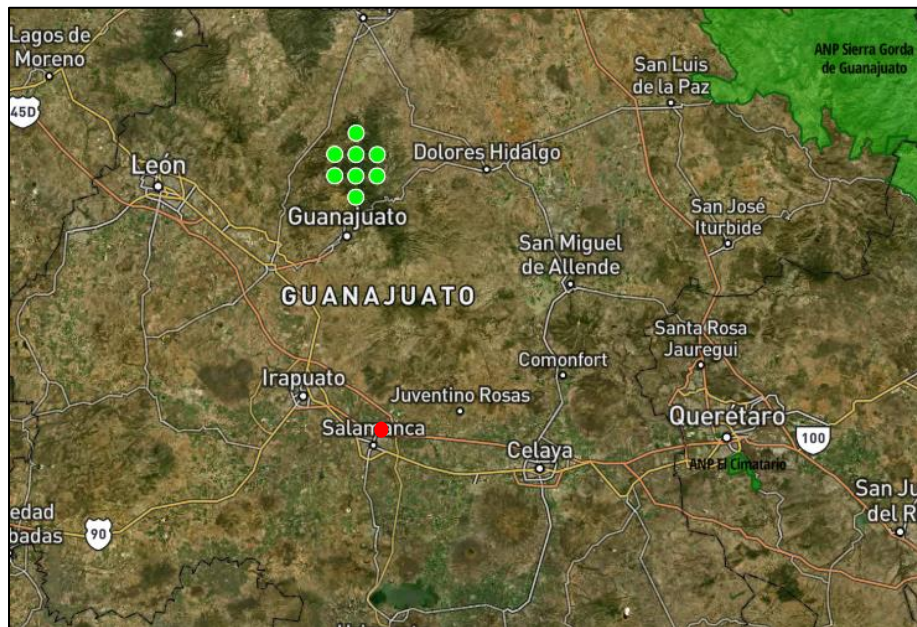 Lagos de
Moreno
ANP Sierra Gorda
de Guanajuato
San Luis
de la Paz
45D
León
Dolores Hidalgo
Guanajuato
San José
Iturbide
San Miguel
de Allende
GUANAJUATO
Santa Rosa
Jauregui
Comonfort
Irapuato
Juventino Rosas
Salamanca
Querétaro
100
Celaya
ANP El Cimatario
San Ju
del R
edad
badas
90